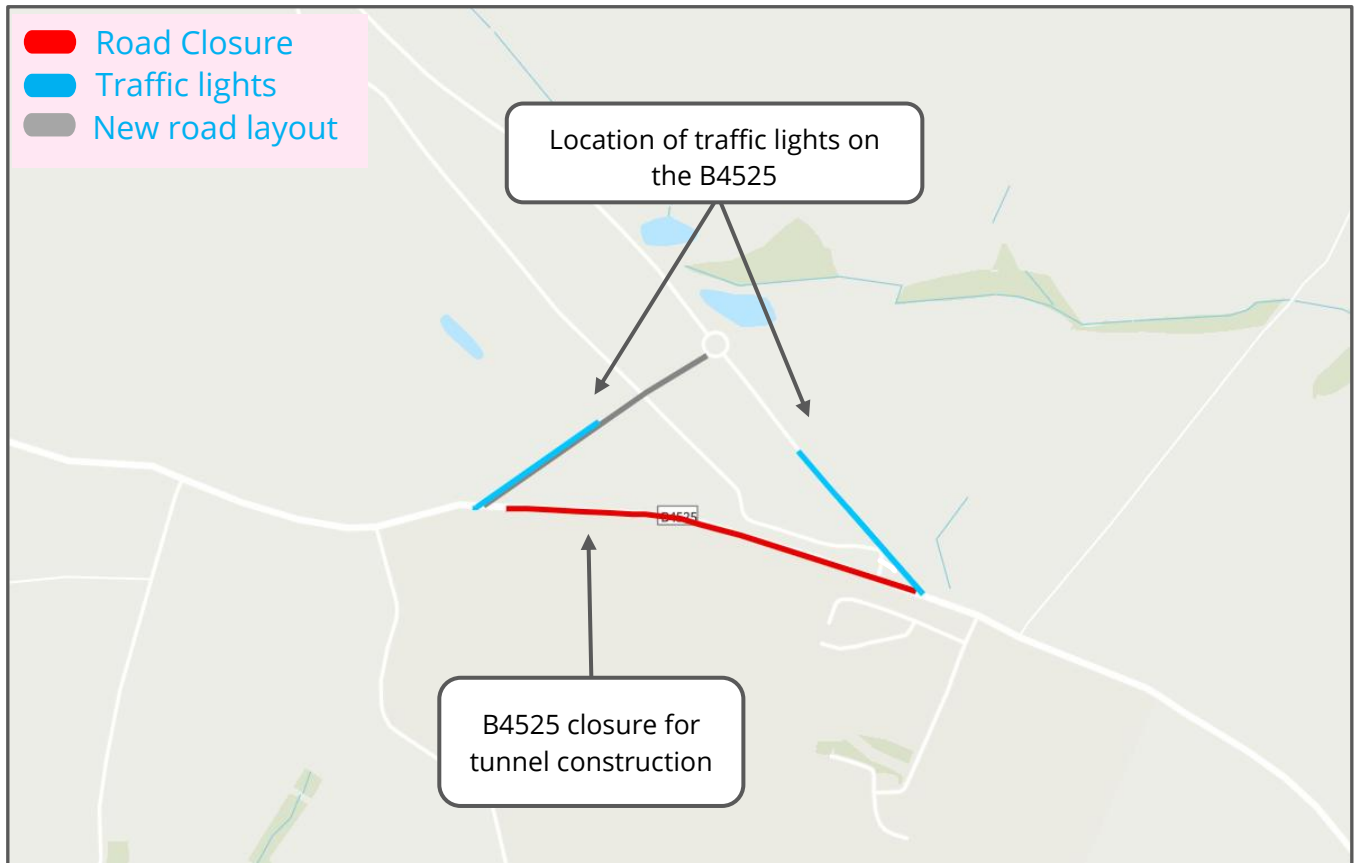 Road Closure
Traffic lights
New road layout
Location of traffic lights on
the B4525
B4525
B4525 closure for
tunnel construction